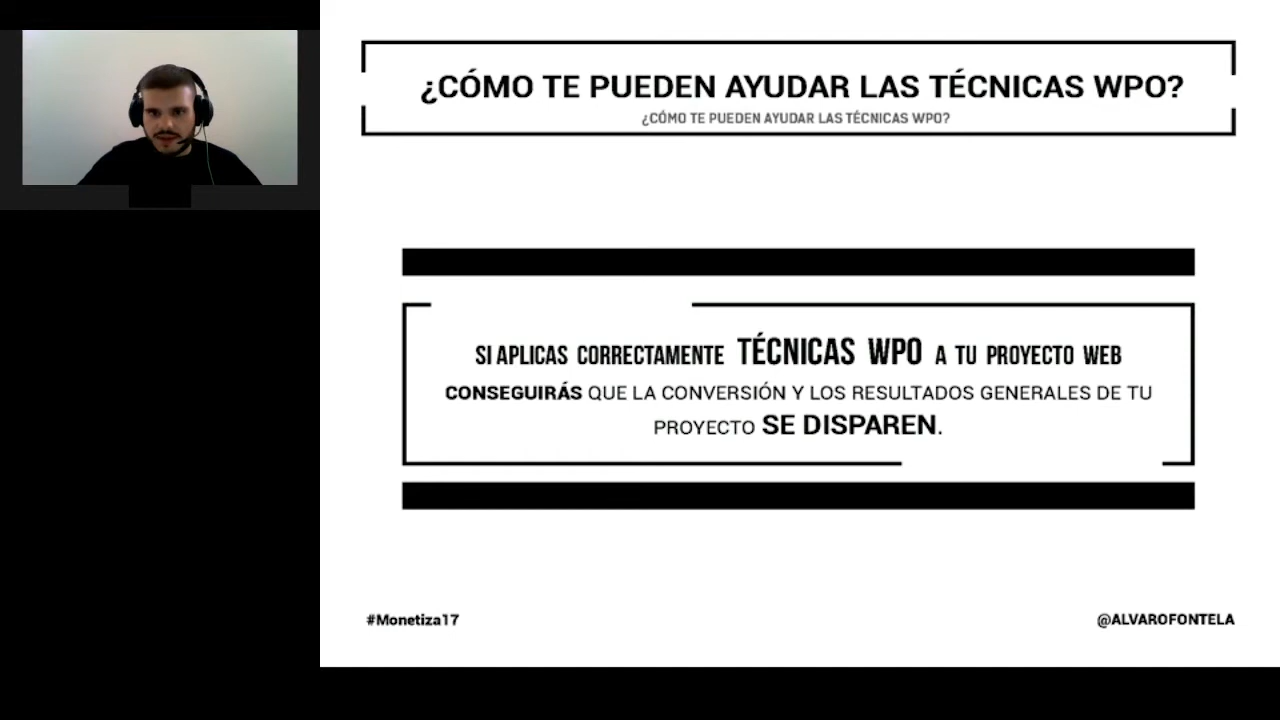 ¿CÓMO TE PUEDEN AYUDAR LAS TÉCNICAS WPO?
¿CÓMO TE PUEDEN AYUDAR LAS TÉCNICAS WPO?
SI APLICAS CORRECTAMENTE TÉCNICAS WPO A TU PROYECTO WEB
CONSEGUIRÁS QUE LA CONVERSIÓN Y LOS RESULTADOS GENERALES DE TU
PROYECTO SE DISPAREN.
#Monetiza17
@ALVAROFONTELA